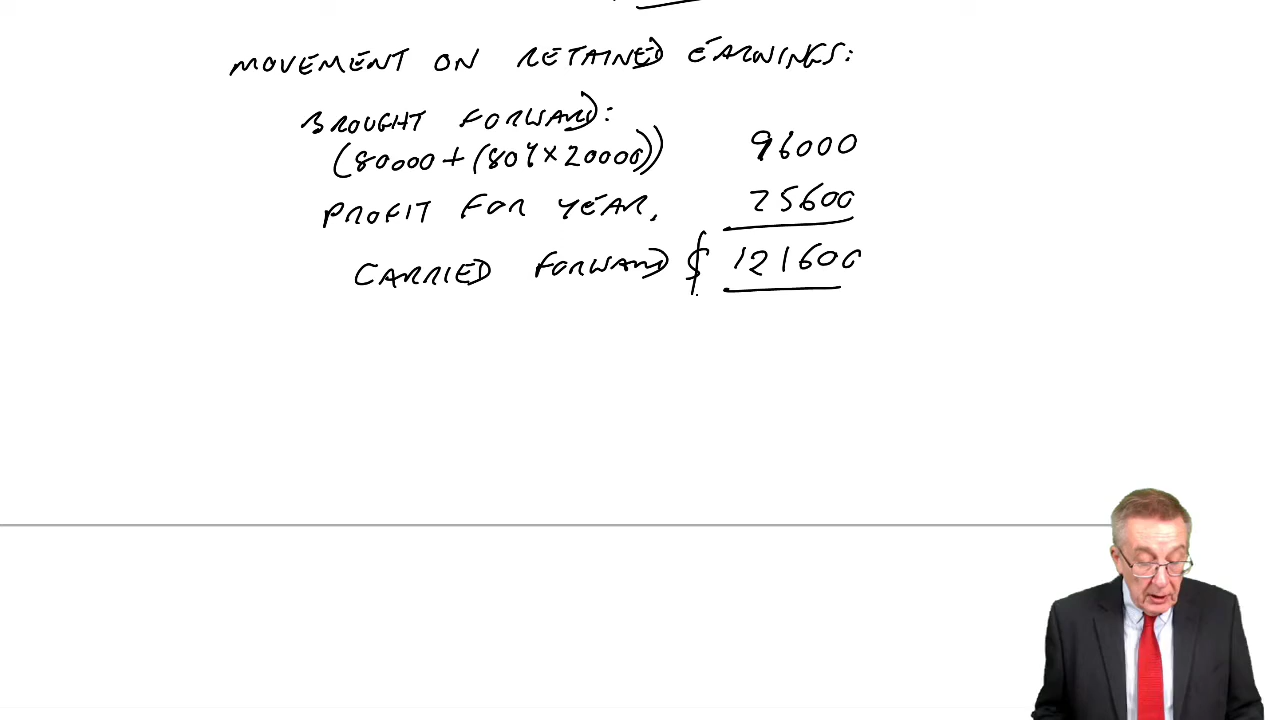 MOVEMENT ON RETAINED EARNINGS:
BROUGHT FORWARD:
(80000 + (80% × 20000)) 96000
PROFIT FOR YEAR, 25600
CARRIED FORWARD $ 121600